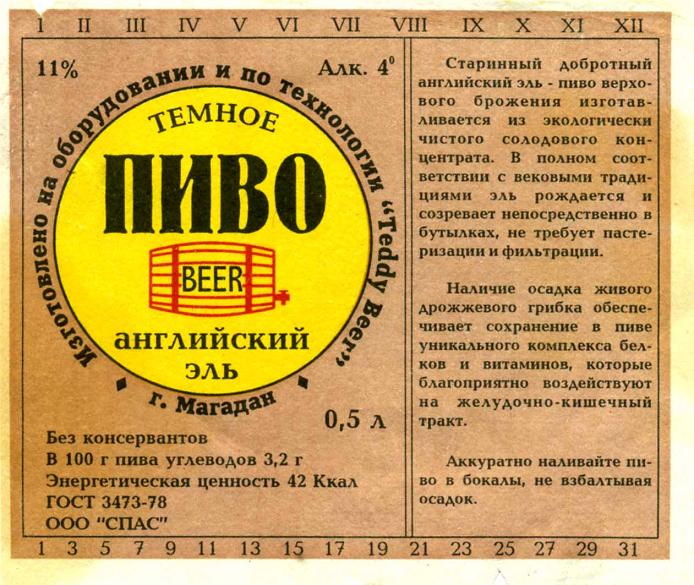 I II III IV V VI VII VIII IX X XI XII
11%
Алк. 4⁰
Изготовлено на оборудовании и по технологии “Teddy Beer”
ТЕМНОЕ
ПИВО
BEER
английский
эль
г. Магадан
0,5 л
Без консервантов
В 100 г пива углеводов 3,2 г
Энергетическая ценность 42 Ккал
ГОСТ 3473-78
ООО "СПАС"
Старинный добротный
английский эль - пиво верхо-
вого брожения изготав-
ливается из экологически
чистого солодового кон-
центрата. В полном соот-
ветствии с вековыми тради-
циями эль рождается и
созревает непосредственно в
бутылках, не требует пасте-
ризации и фильтрации.
Наличие осадка живого
дрожжевого грибка обеспе-
чивает сохранение в пиве
уникального комплекса бел-
ков и витаминов, которые
благоприятно воздействуют
на желудочно-кишечный
тракт.
Аккуратно наливайте пи-
во в бокалы, не взбалтывая
осадок.
1 3 5 7 9 11 13 15 17 19 21 23 25 27 29 31